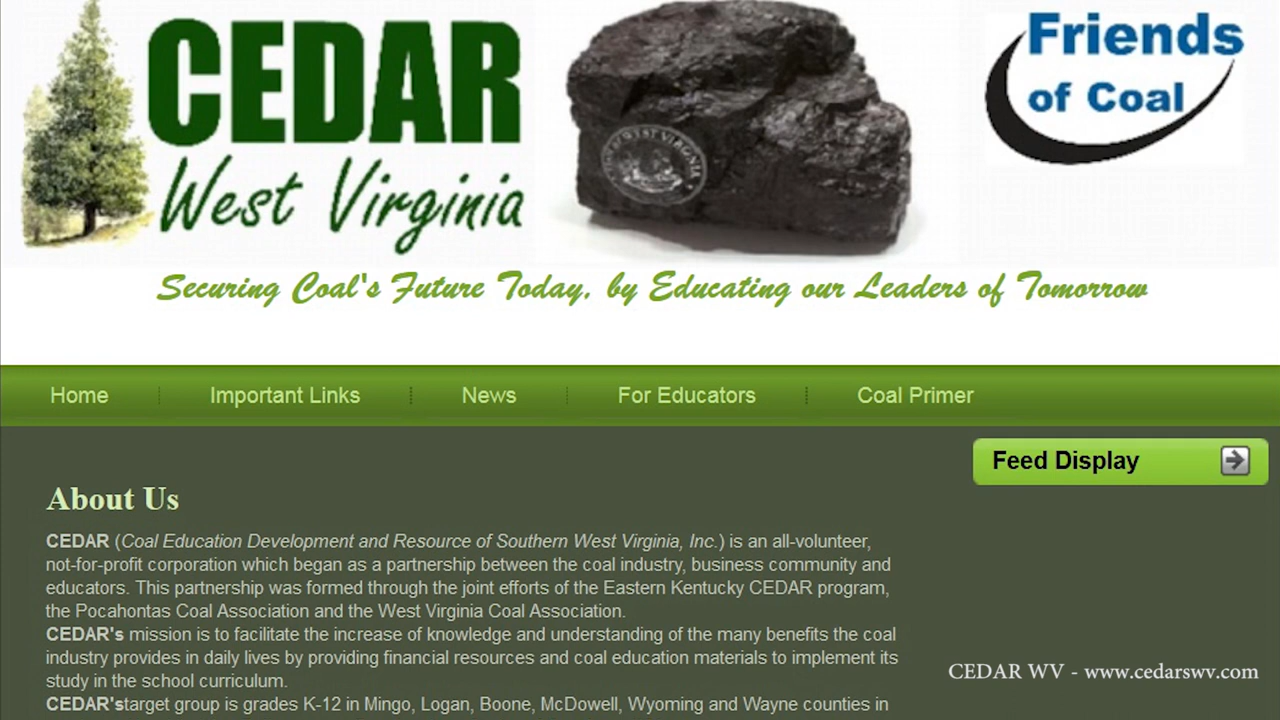 CEDAR
West Virginia
WEST VIRGINIA
Friends
of Coal
Securing Coal's Future Today, by Educating our Leaders of Tomorrow
Home
Important Links
News
For Educators
Coal Primer
Feed Display
About Us
CEDAR (Coal Education Development and Resource of Southern West Virginia, Inc.) is an all-volunteer,
not-for-profit corporation which began as a partnership between the coal industry, business community and
educators. This partnership was formed through the joint efforts of the Eastern Kentucky CEDAR program,
the Pocahontas Coal Association and the West Virginia Coal Association.
CEDAR's mission is to facilitate the increase of knowledge and understanding of the many benefits the coal
industry provides in daily lives by providing financial resources and coal education materials to implement its
study in the school curriculum.
CEDAR'starget group is grades K-12 in Mingo, Logan, Boone, McDowell, Wyoming and Wayne counties in
CEDAR WV - www.cedarswv.com